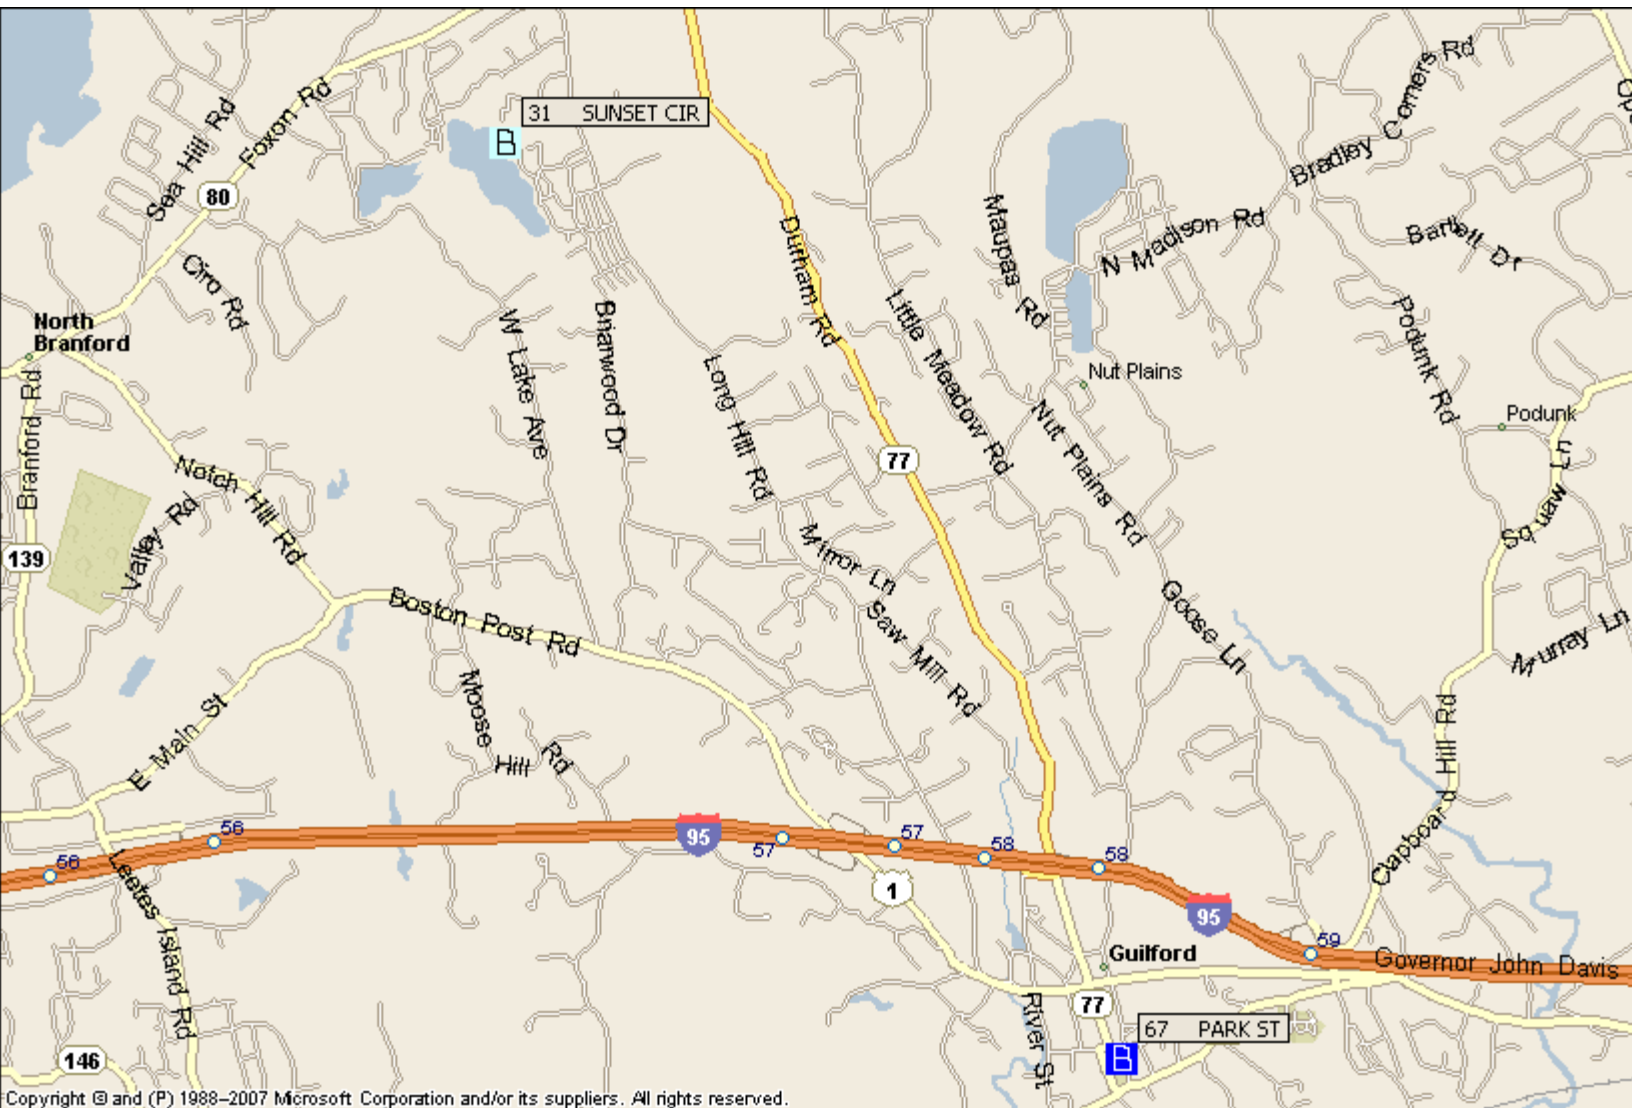 Bradley Corners Rd
31 SUNSET CIR
Sea Hill Rd
Foxon Rd
80
Durham Rd
Maupas Rd
N Madison Rd
Bartlett Dr
Ciro Rd
North
Branford
W Lake Ave
Briarwood Dr
Long Hill Rd
Little Meadow Rd
Podunk Rd
Nut Plains
Podunk
Branford Rd
Nut Plains Rd
77
Notch Hill Rd
Valley Rd
Squaw Ln
139
Mirror Ln
Boston Post Rd
Saw Mill Rd
Goose Ln
Murray Ln
E Main St
Moose Hill Rd
Clapboard Hill Rd
56
56
95
57
57
58
58
1
95
59
Leetes Island Rd
Guilford
Governor John Davis
77
River St
67 PARK ST
146
Copyright © and (P) 1988–2007 Microsoft Corporation and/or its suppliers. All rights reserved.